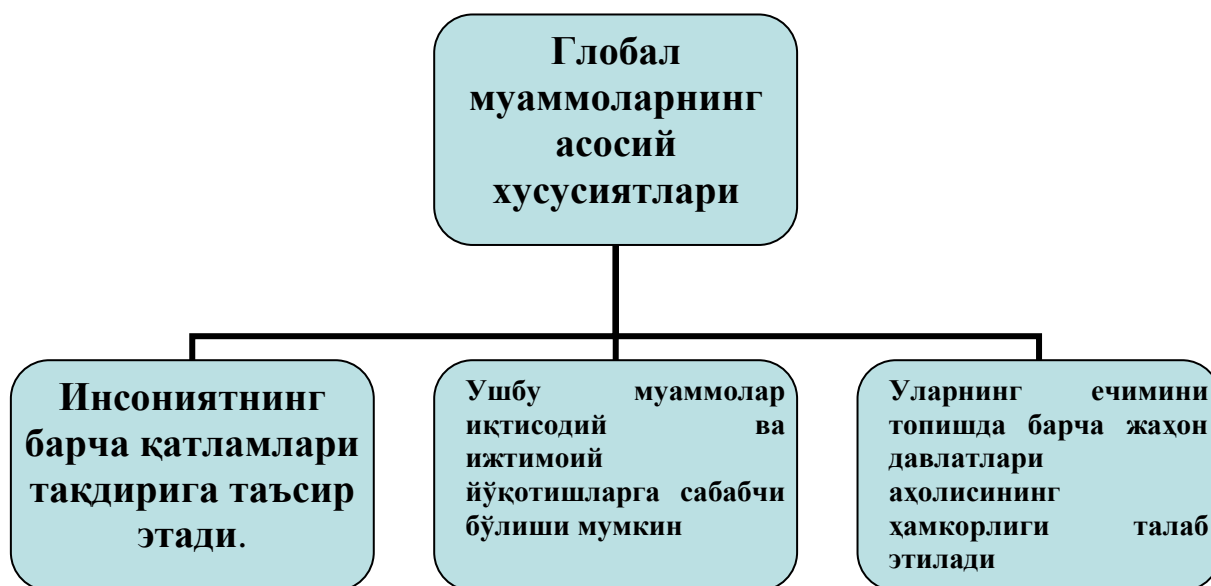 Глобал
муаммоларнинг
асосий
хусусиятлари
Инсониятнинг
барча қатламлари
тақдирига таъсир
этади.
Ушбу муаммолар
иқтисодий ва
ижтимоий
йўқотишларга сабабчи
бўлиши мумкин
Уларнинг ечимини
топишда барча жаҳон
давлатлари
аҳолисининг
ҳамкорлиги талаб
этилади